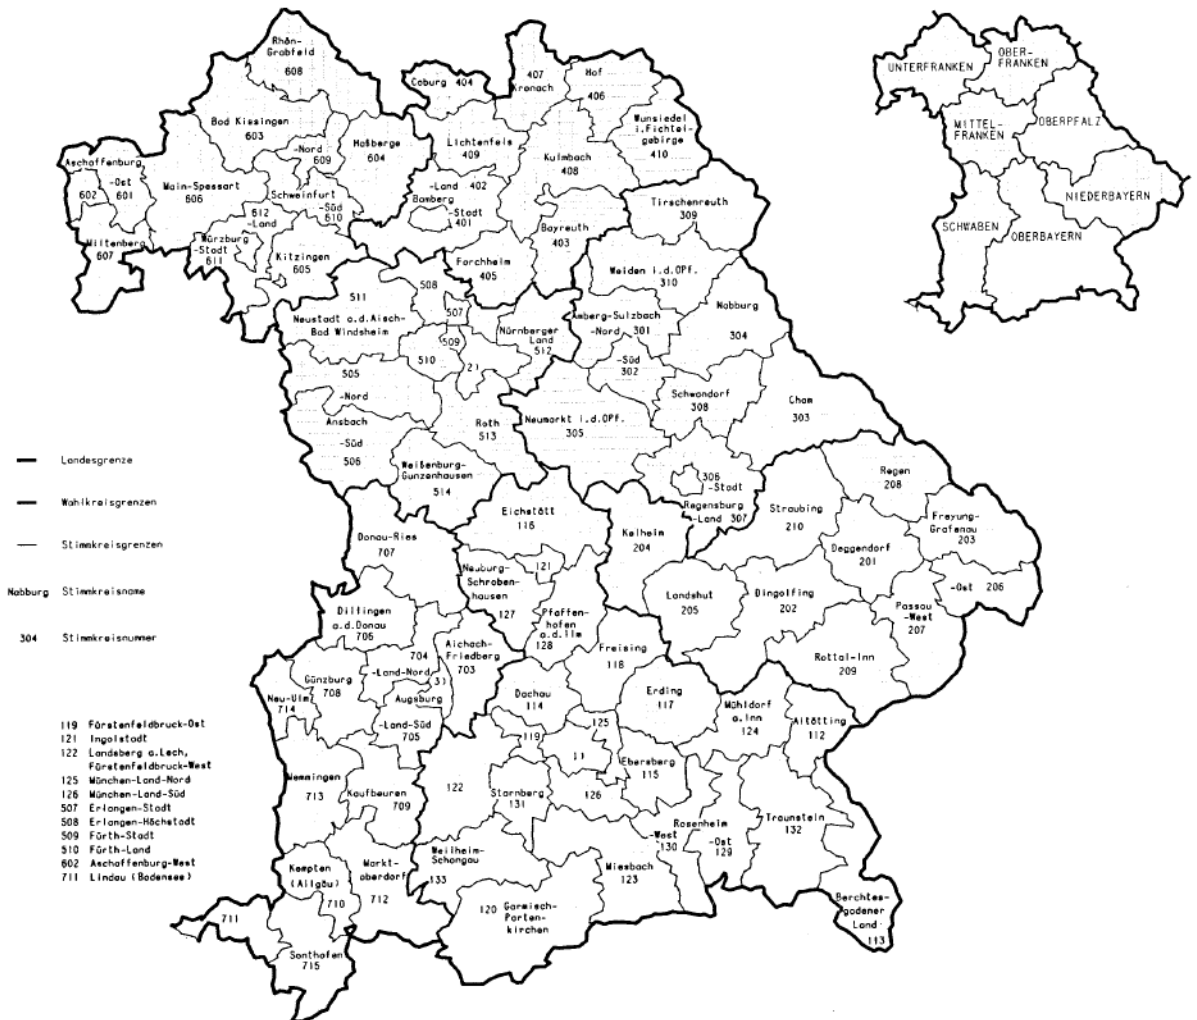 Rhön-
Grabfeld
608
Coburg 404
407
Kronach
Hof
406
UNTERFRANKEN
OBER-
FRANKEN
Bad Kissingen
603
-Nord
609
Haßberge
604
Lichtenfels
409
Kulmbach
408
Wunsiedel
i.Fichtel-
gebirge
410
MITTEL-
FRANKEN
OBERPFALZ
Aschaffenburg
-Ost
602
601
Main-Spessart
606
Schweinfurt
-Süd
610
612
-Land
-Land 402
Bamberg
-Stadt
401
Tirschenreuth
309
NIEDERBAYERN
Miltenberg
607
Würzburg
-Stadt
611
Kitzingen
605
Bayreuth
403
SCHWABEN
OBERBAYERN
Forchheim
405
Weiden i.d.OPf.
310
511
Neustadt a.d.Aisch-
Bad Windsheim
508
507
509
510
2)
Nürnberger
Land
512
Amberg-Sulzbach
-Nord
301
Nabburg
304
-Süd
302
505
-Nord
Ansbach
-Süd
506
Roth
513
Neumarkt i.d.OPf.
305
Schwandorf
308
Cham
303
Landesgrenze
Weißenburg-
Gunzenhausen
514
306
-Stadt
Regensburg
-Land 307
Regen
208
Wahlkreisgrenzen
Eichstätt
116
Straubing
210
Freyung-
Grafenau
203
Stimmkreisgrenzen
Donau-Ries
707
Kelheim
204
Deggendorf
201
Nabburg Stimmkreisname
Neuburg-
Schroben-
hausen
127
121
Landshut
205
Dingolfing
202
-Ost 206
Passau
-West
207
304 Stimmkreisnummer
Dillingen
a.d.Donau
706
Pfaffen-
hofen
a.d.Ilm
128
704
-Land-Nord
Aichach-
Friedberg
703
Freising
118
Rottal-Inn
209
Günzburg
708
3)
Neu-Ulm
714
Augsburg
-Land-Süd
705
Dachau
114
Erding
117
Mühldorf
a.Inn
124
Altötting
112
119 Fürstenfeldbruck-Ost
121 Ingolstadt
122 Landsberg a.Lech,
Fürstenfeldbruck-West
125 München-Land-Nord
126 München-Land-Süd
507 Erlangen-Stadt
508 Erlangen-Höchstadt
509 Fürth-Stadt
510 Fürth-Land
602 Aschaffenburg-West
711 Lindau (Bodensee)
119
125
1)
Ebersberg
115
Memmingen
713
Kaufbeuren
709
122
Starnberg
131
126
Rosenheim
-West
130
-Ost
129
Traunstein
132
Kempten
(Allgäu)
710
Markt-
oberdorf
712
Weilheim-
Schongau
133
Miesbach
123
120 Garmisch-
Parten-
kirchen
Berchtes-
gadener
Land
113
711
Sonthofen
715